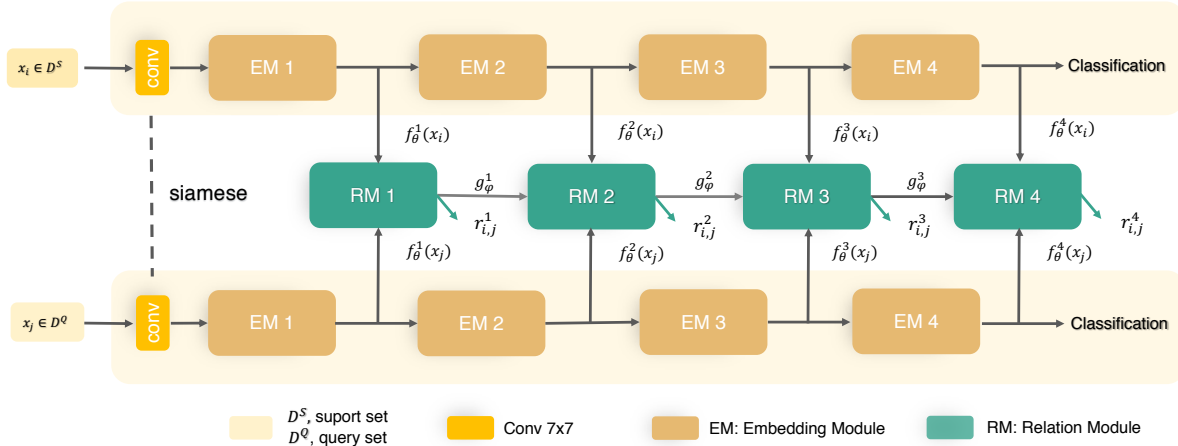 x_i ∈ D^S
conv
EM 1
EM 2
EM 3
EM 4
Classification
f_θ^1(x_i)
f_θ^2(x_i)
f_θ^3(x_i)
f_θ^4(x_i)
siamese
RM 1
g_φ^1
RM 2
g_φ^2
RM 3
g_φ^3
RM 4
r_{i,j}^1
r_{i,j}^2
r_{i,j}^3
r_{i,j}^4
f_θ^1(x_j)
f_θ^2(x_j)
f_θ^3(x_j)
f_θ^4(x_j)
x_j ∈ D^Q
conv
EM 1
EM 2
EM 3
EM 4
Classification
D^S, suport set
D^Q, query set
Conv 7x7
EM: Embedding Module
RM: Relation Module